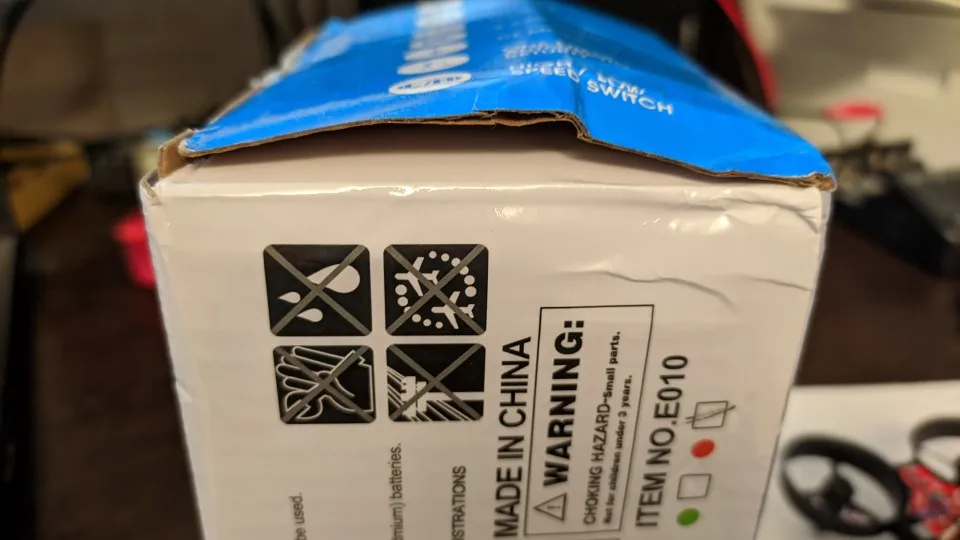 SPEED SWITCH
be used.
mium) batteries.
STRATIONS
MADE IN CHINA
WARNING:
CHOKING HAZARD-Small parts.
Not for children under 3 years.
ITEM NO.E010